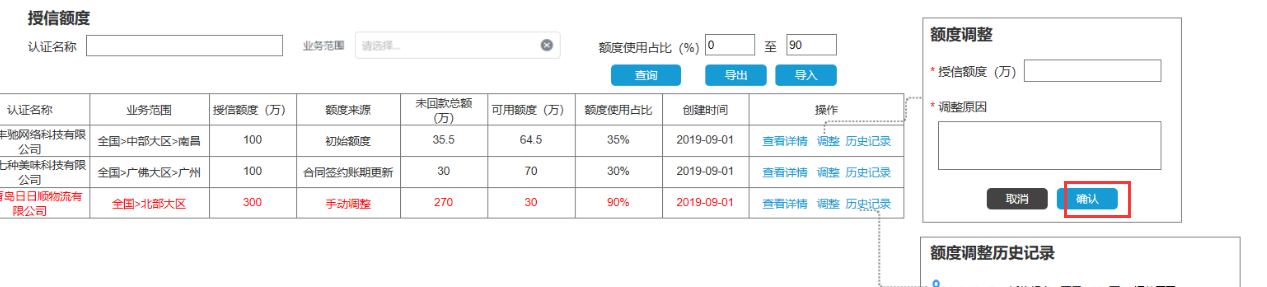 授信额度
认证名称
业务范围 请选择...
额度使用占比 (%) 0 至 90
查询 导出 导入
认证名称 业务范围 授信额度（万） 额度来源 未回款总额（万） 可用额度（万） 额度使用占比 创建时间 操作
丰驰网络科技有限公司 全国>中部大区>南昌 100 初始额度 35.5 64.5 35% 2019-09-01 查看详情 调整 历史记录
七种美味科技有限公司 全国>广佛大区>广州 100 合同签约账期更新 30 70 30% 2019-09-01 查看详情 调整 历史记录
青岛日日顺物流有限公司 全国>北部大区 300 手动调整 270 30 90% 2019-09-01 查看详情 调整 历史记录
额度调整
* 授信额度（万）
* 调整原因
取消 确认
额度调整历史记录